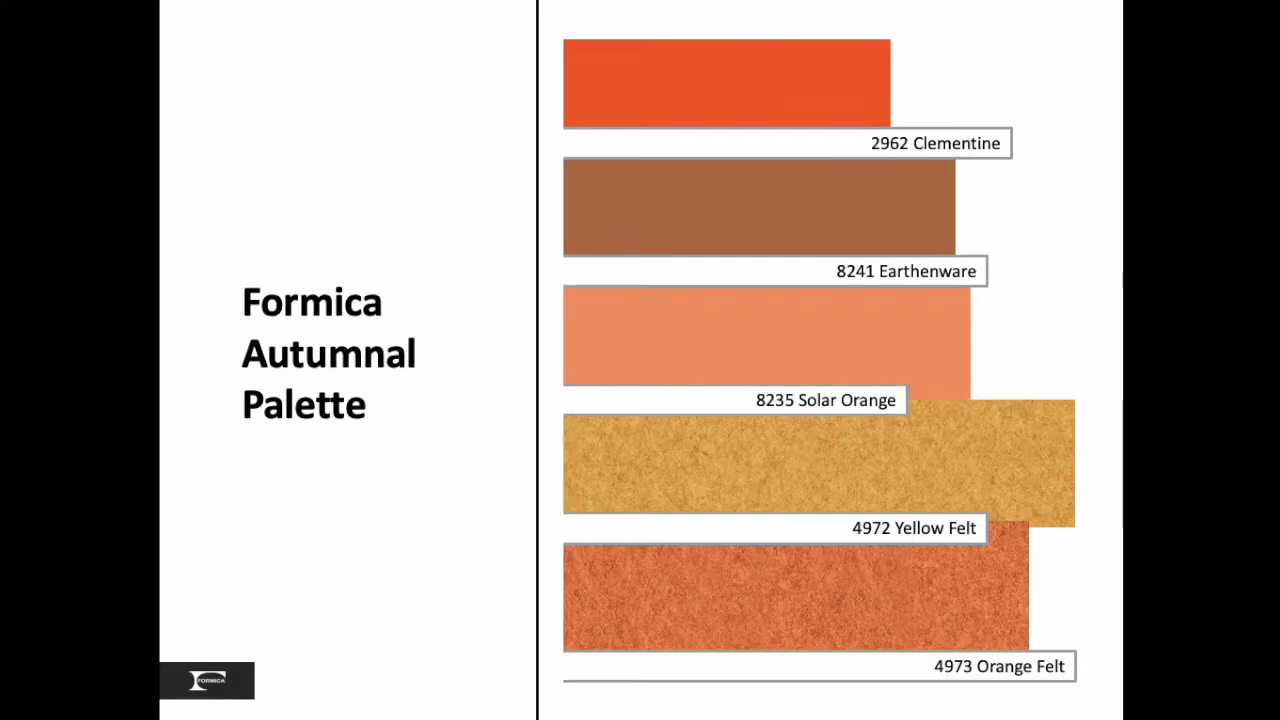 Formica
Autumnal
Palette
2962 Clementine
8241 Earthenware
8235 Solar Orange
4972 Yellow Felt
4973 Orange Felt
FORMICA